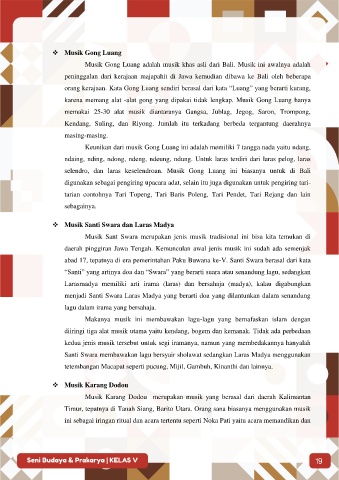 ❖ Musik Gong Luang
Musik Gong Luang adalah musik khas asli dari Bali. Musik ini awalnya adalah
peninggalan dari kerajaan majapahit di Jawa kemudian dibawa ke Bali oleh beberapa
orang kerajaan. Kata Gong Luang sendiri berasal dari kata "Luang" yang berarti kurang,
karena memang alat -alat gong yang dipakai tidak lengkap. Musik Gong Luang hanya
memakai 25-30 alat musik diantaranya Gangsa, Jublag, Jegog, Saron, Trompong,
Kendang, Suling, dan Riyong. Jumlah itu terkadang berbeda tergantung daerahnya
masing-masing.
Keunikan dari musik Gong Luang ini adalah memiliki 7 tangga nada yaitu ndang,
ndaing, nding, ndong, ndeng, ndeung, ndung. Untuk laras terdiri dari laras pelog, laras
selendro, dan laras keselendroan. Musik Gong Luang ini biasanya untuk di Bali
digunakan sebagai pengiring upacara adat, selain itu juga digunakan untuk pengiring tari-
tarian contohnya Tari Topeng, Tari Baris Poleng, Tari Pendet, Tari Rejang dan lain
sebagainya.
❖ Musik Santi Swara dan Laras Madya
Musik Sant Swara merupakan jenis musik tradisional ini bisa kita temukan di
daerah pinggiran Jawa Tengah. Kemunculan awal jenis musik ini sudah ada semenjak
abad 17, tepatnya di era pemerintahan Paku Buwana ke-V. Santi Swara berasal dari kata
"Santi" yang artinya doa dan "Swara" yang berarti suara atau senandung lagu, sedangkan
Larasmadya memiliki arti irama (laras) dan bersahaja (madya), kalau digabungkan
menjadi Santi Swara Laras Madya yang berarti doa yang dilantunkan dalam senandung
lagu dalam irama yang bersahaja.
Makanya musik ini membawakan lagu-lagu yang bernafaskan islam dengan
diiringi tiga alat musik utama yaitu kendang, bogem dan kemanak. Tidak ada perbedaan
kedua jenis musik tersebut untuk segi iramanya, namun yang membedakannya hanyalah
Santi Swara membawakan lagu bersyair sholawat sedangkan Laras Madya menggunakan
tetembangan Macapat seperti pucung, Mijil, Gambuh, Kinanthi dan lainnya.
❖ Musik Karang Dodou
Musik Karang Dodou merupakan musik yang berasal dari daerah Kalimantan
Timur, tepatnya di Tanah Siang, Barito Utara. Orang sana biasanya menggunakan musik
ini sebagai iringan ritual dan acara tertentu seperti Noka Pati yaitu acara memandikan dan
Seni Budaya & Prakarya | KELAS V
19